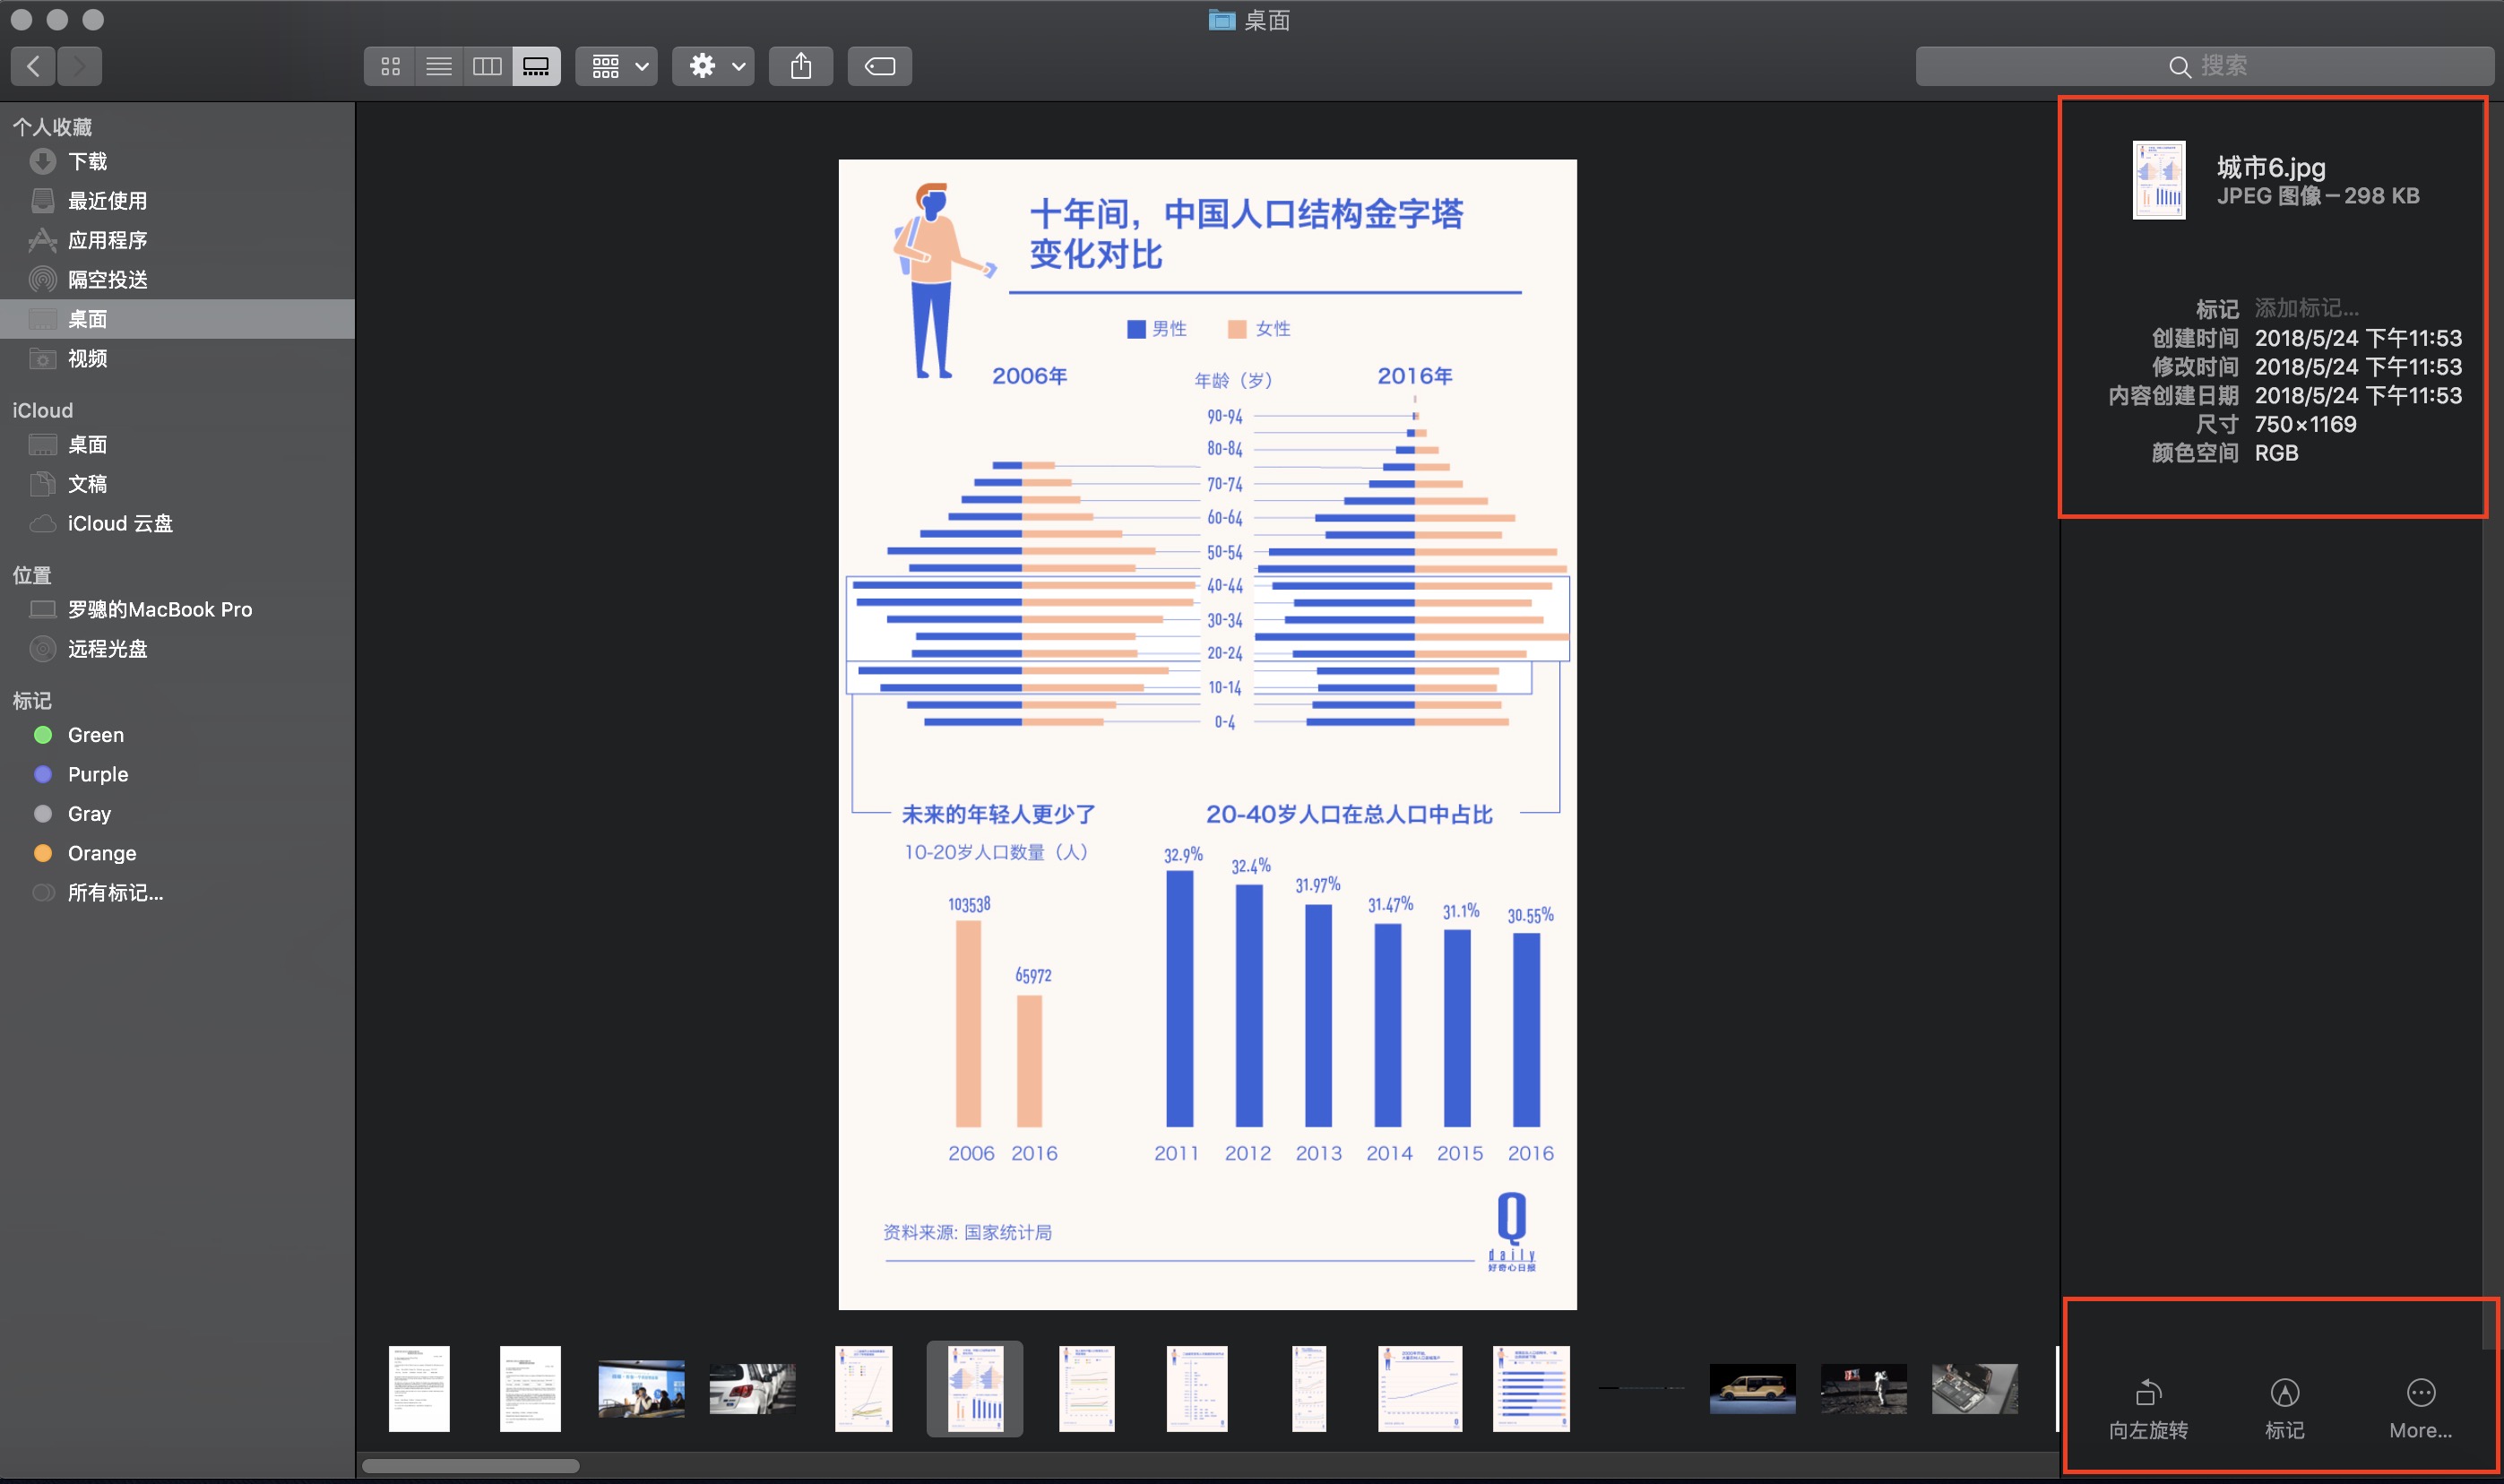 桌面
搜索
个人收藏
下载
最近使用
应用程序
隔空投送
桌面
视频
iCloud
桌面
文稿
iCloud 云盘
位置
罗骢的MacBook Pro
远程光盘
标记
Green
Purple
Gray
Orange
所有标记...
十年间，中国人口结构金字塔
变化对比
男性 女性
2006年 年龄（岁） 2016年
90-94
80-84
70-74
60-64
50-54
40-44
30-34
20-24
10-14
0-4
未来的年轻人更少了
10-20岁人口数量（人）
103538
65972
2006 2016
20-40岁人口在总人口中占比
32.9% 32.4% 31.97% 31.47% 31.1% 30.55%
2011 2012 2013 2014 2015 2016
资料来源: 国家统计局
Q
daily
好奇心日报
城市6.jpg
JPEG 图像 – 298 KB
标记 添加标记...
创建时间 2018/5/24 下午11:53
修改时间 2018/5/24 下午11:53
内容创建日期 2018/5/24 下午11:53
尺寸 750×1169
颜色空间 RGB
向左旋转 标记 More...